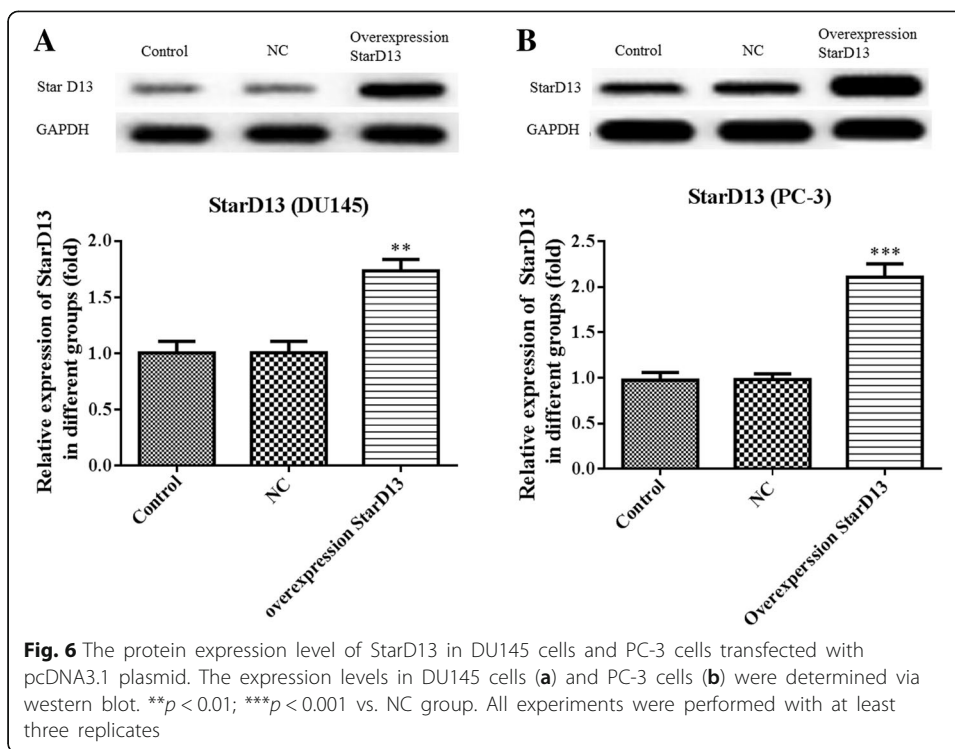 A
Control
NC
Overexpression
StarD13
Star D13
GAPDH
StarD13 (DU145)
Relative expression of StarD13
in different groups (fold)
2.0
1.5
1.0
0.5
0.0
**
Control
NC
overexpression StarD13
B
Control
NC
Overexpression
StarD13
StarD13
GAPDH
StarD13 (PC-3)
Relative expression of StarD13
in different groups (fold)
2.5
2.0
1.5
1.0
0.5
0.0
***
Control
NC
Overexperssion StarD13
Fig. 6 The protein expression level of StarD13 in DU145 cells and PC-3 cells transfected with
pcDNA3.1 plasmid. The expression levels in DU145 cells (a) and PC-3 cells (b) were determined via
western blot. **p < 0.01; ***p < 0.001 vs. NC group. All experiments were performed with at least
three replicates